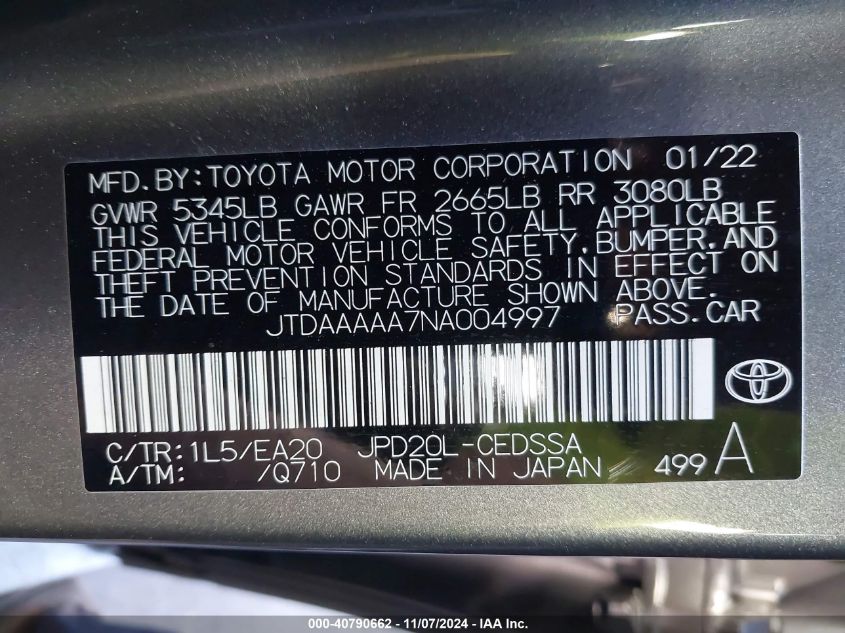 MFD.BY:TOYOTA MOTOR CORPORATION 01/22
GVWR 5345LB GAWR FR 2665LB RR 3080LB
THIS VEHICLE CONFORMS TO ALL APPLICABLE
FEDERAL MOTOR VEHICLE SAFETY,BUMPER,AND
THEFT PREVENTION STANDARDS IN EFFECT ON
THE DATE OF MANUFACTURE SHOWN ABOVE.
JTDAAAAA7NA004997 PASS.CAR
C/TR:1L5/EA20 JPD20L-CEDSSA
A/TM: /Q710 MADE IN JAPAN 499 A
000-40790662 - 11/07/2024 - IAAI.com